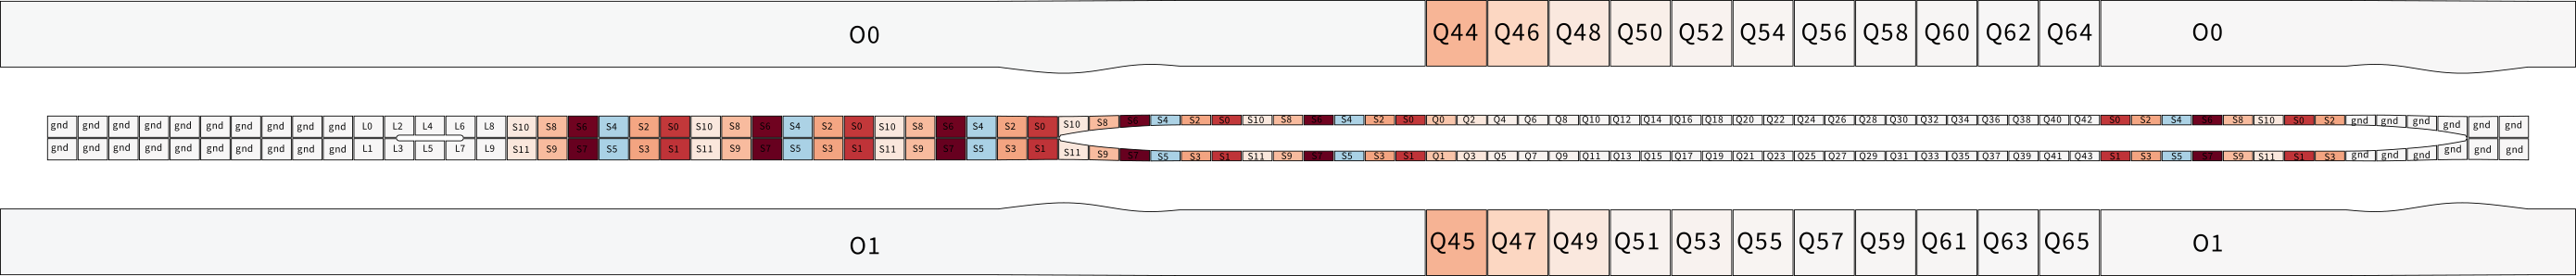 O0 Q44 Q46 Q48 Q50 Q52 Q54 Q56 Q58 Q60 Q62 Q64 O0
gnd gnd gnd gnd gnd gnd gnd gnd gnd gnd L0 L2 L4 L6 L8 S10 S8 S6 S4 S2 S0 S10 S8 S6 S4 S2 S0 S10 S8 S6 S4 S2 S0 S10 S8 S6 S4 S2 S0 S10 S8 S6 S4 S2 S0 Q0 Q2 Q4 Q6 Q8 Q10 Q12 Q14 Q16 Q18 Q20 Q22 Q24 Q26 Q28 Q30 Q32 Q34 Q36 Q38 Q40 Q42 S0 S2 S4 S6 S8 S10 S0 S2 gnd gnd gnd gnd gnd gnd
gnd gnd gnd gnd gnd gnd gnd gnd gnd gnd L1 L3 L5 L7 L9 S11 S9 S7 S5 S3 S1 S11 S9 S7 S5 S3 S1 S11 S9 S7 S5 S3 S1 S11 S9 S7 S5 S3 S1 S11 S9 S7 S5 S3 S1 Q1 Q3 Q5 Q7 Q9 Q11 Q13 Q15 Q17 Q19 Q21 Q23 Q25 Q27 Q29 Q31 Q33 Q35 Q37 Q39 Q41 Q43 S1 S3 S5 S7 S9 S11 S1 S3 gnd gnd gnd gnd gnd gnd
O1 Q45 Q47 Q49 Q51 Q53 Q55 Q57 Q59 Q61 Q63 Q65 O1